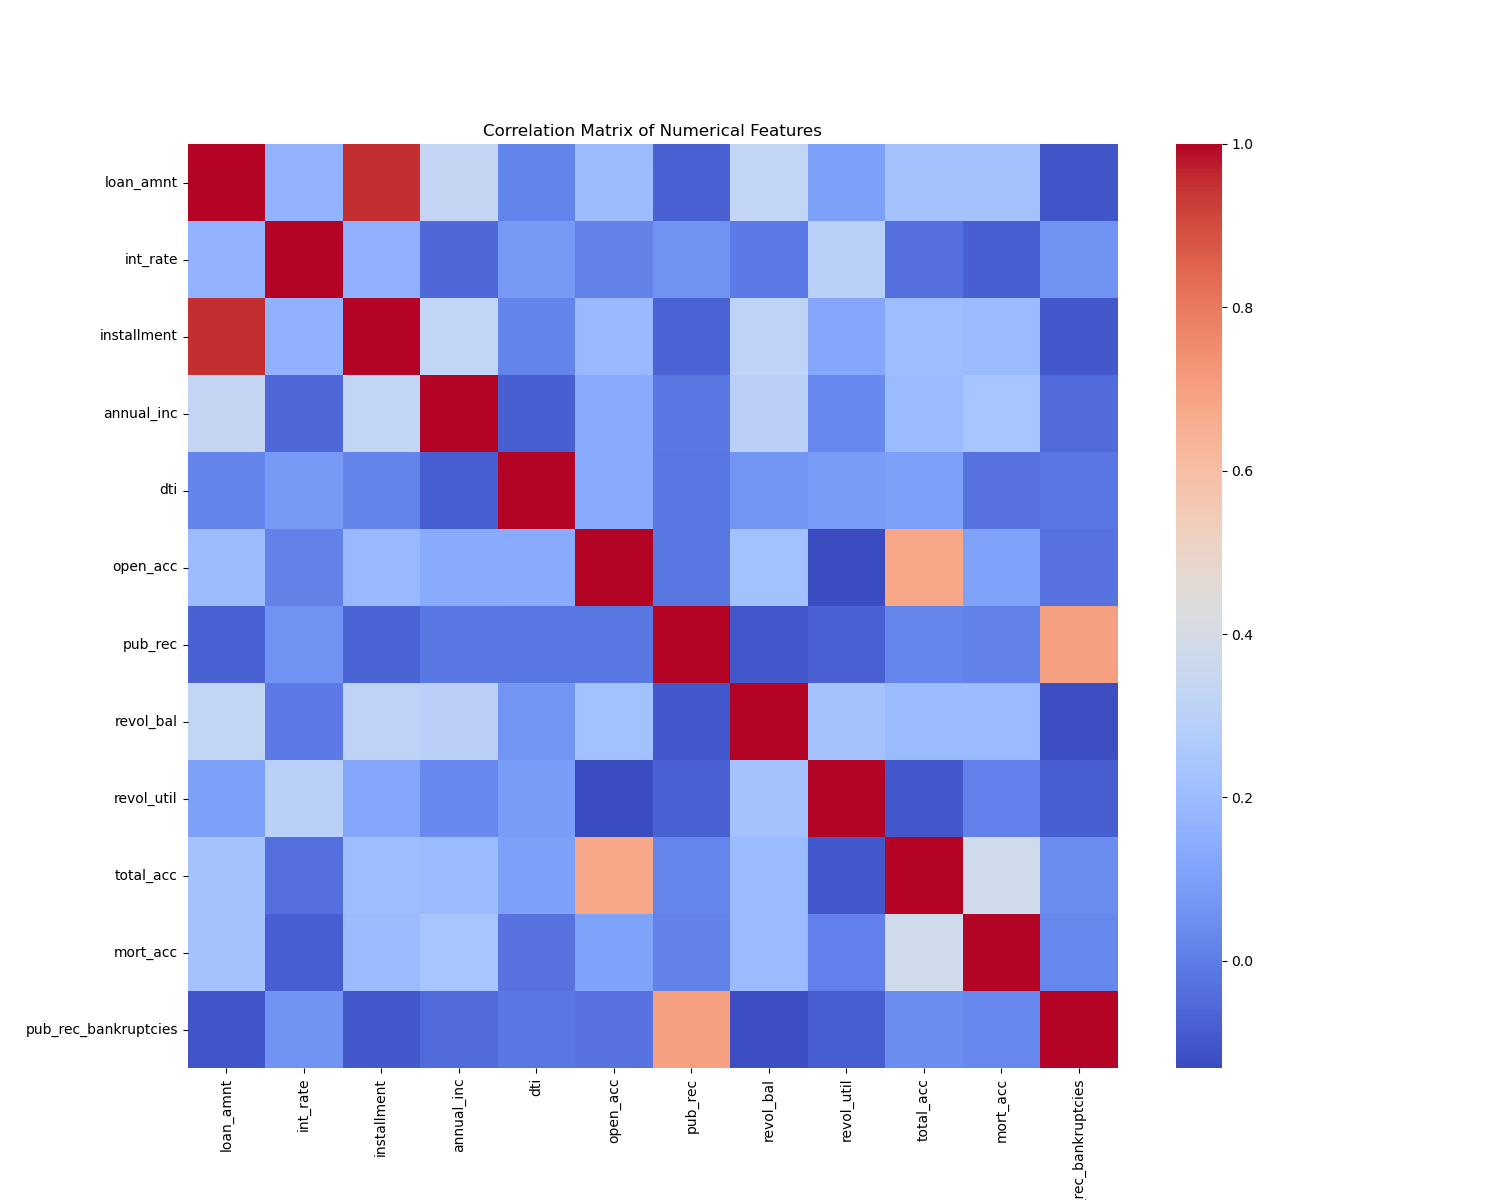 Correlation Matrix of Numerical Features
loan_amnt
int_rate
installment
annual_inc
dti
open_acc
pub_rec
revol_bal
revol_util
total_acc
mort_acc
pub_rec_bankruptcies
loan_amnt
int_rate
installment
annual_inc
dti
open_acc
pub_rec
revol_bal
revol_util
total_acc
mort_acc
rec_bankruptcies
1.0
0.8
0.6
0.4
0.2
0.0